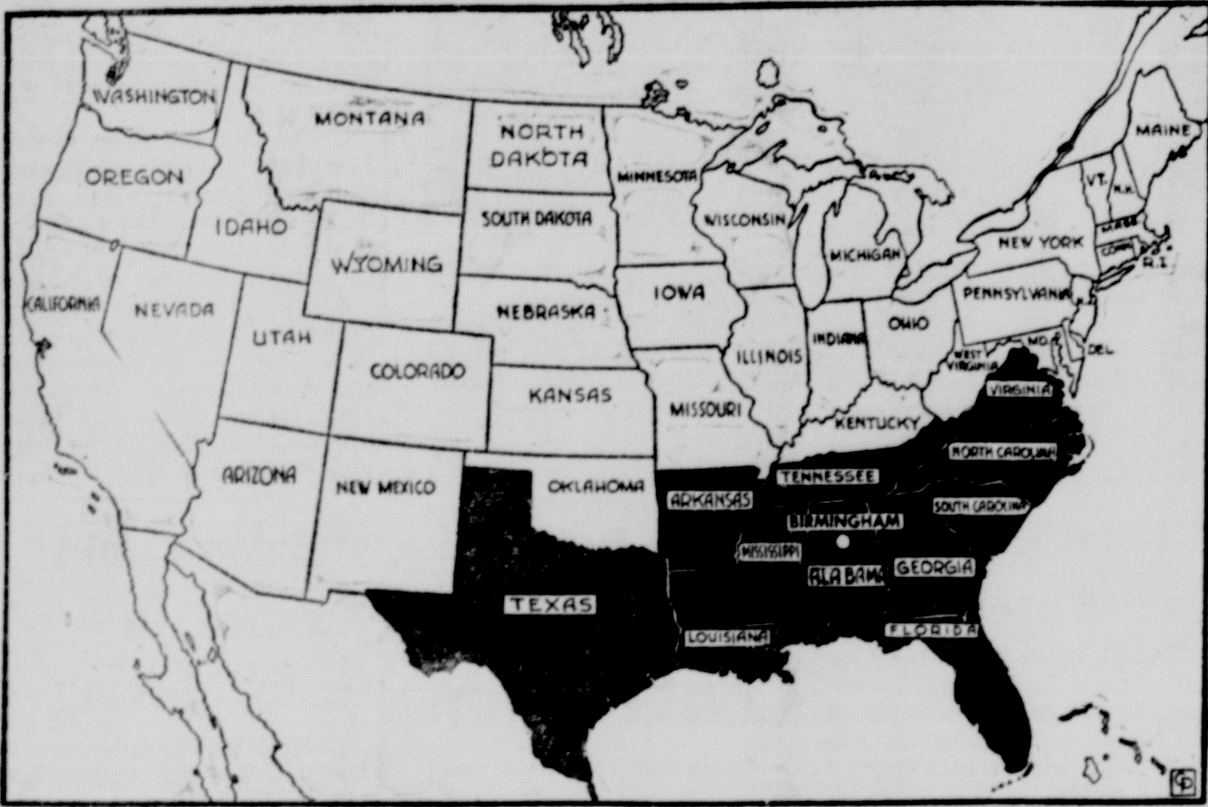 WASHINGTON
MONTANA
NORTH
DAKOTA
MINNESOTA
MAINE
OREGON
IDAHO
SOUTH DAKOTA
WISCONSIN
VT.
N.H.
WYOMING
MICHIGAN
NEW YORK
MASS
CONN
R.I.
CALIFORNIA
NEVADA
NEBRASKA
IOWA
PENNSYLVANIA
N.J.
UTAH
COLORADO
ILLINOIS
INDIANA
OHIO
WEST
VIRGINIA
MD.
DEL
KANSAS
MISSOURI
KENTUCKY
VIRGINIA
ARIZONA
NEW MEXICO
OKLAHOMA
ARKANSAS
TENNESSEE
NORTH CAROLINA
SOUTH CAROLINA
BIRMINGHAM
MISSISSIPPI
ALABAMA
GEORGIA
TEXAS
LOUISIANA
FLORIDA